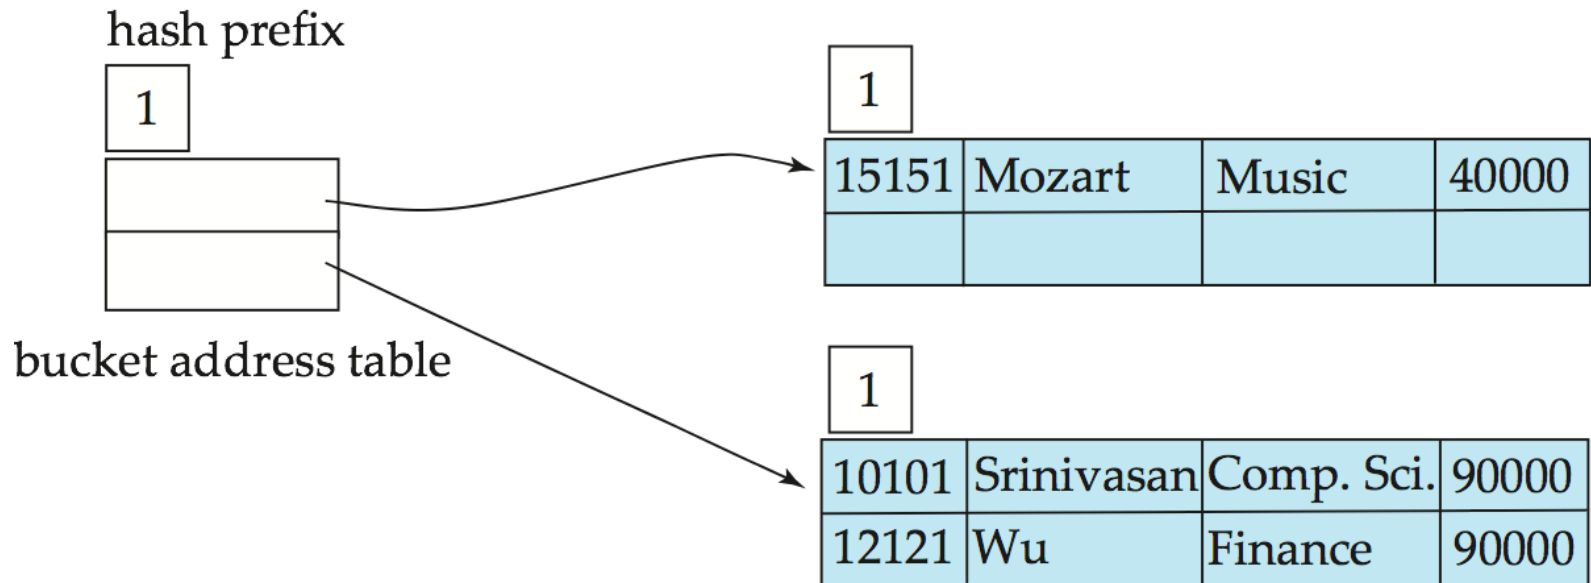 hash prefix
1
bucket address table
1
15151 Mozart Music 40000
1
10101 Srinivasan Comp. Sci. 90000
12121 Wu Finance 90000